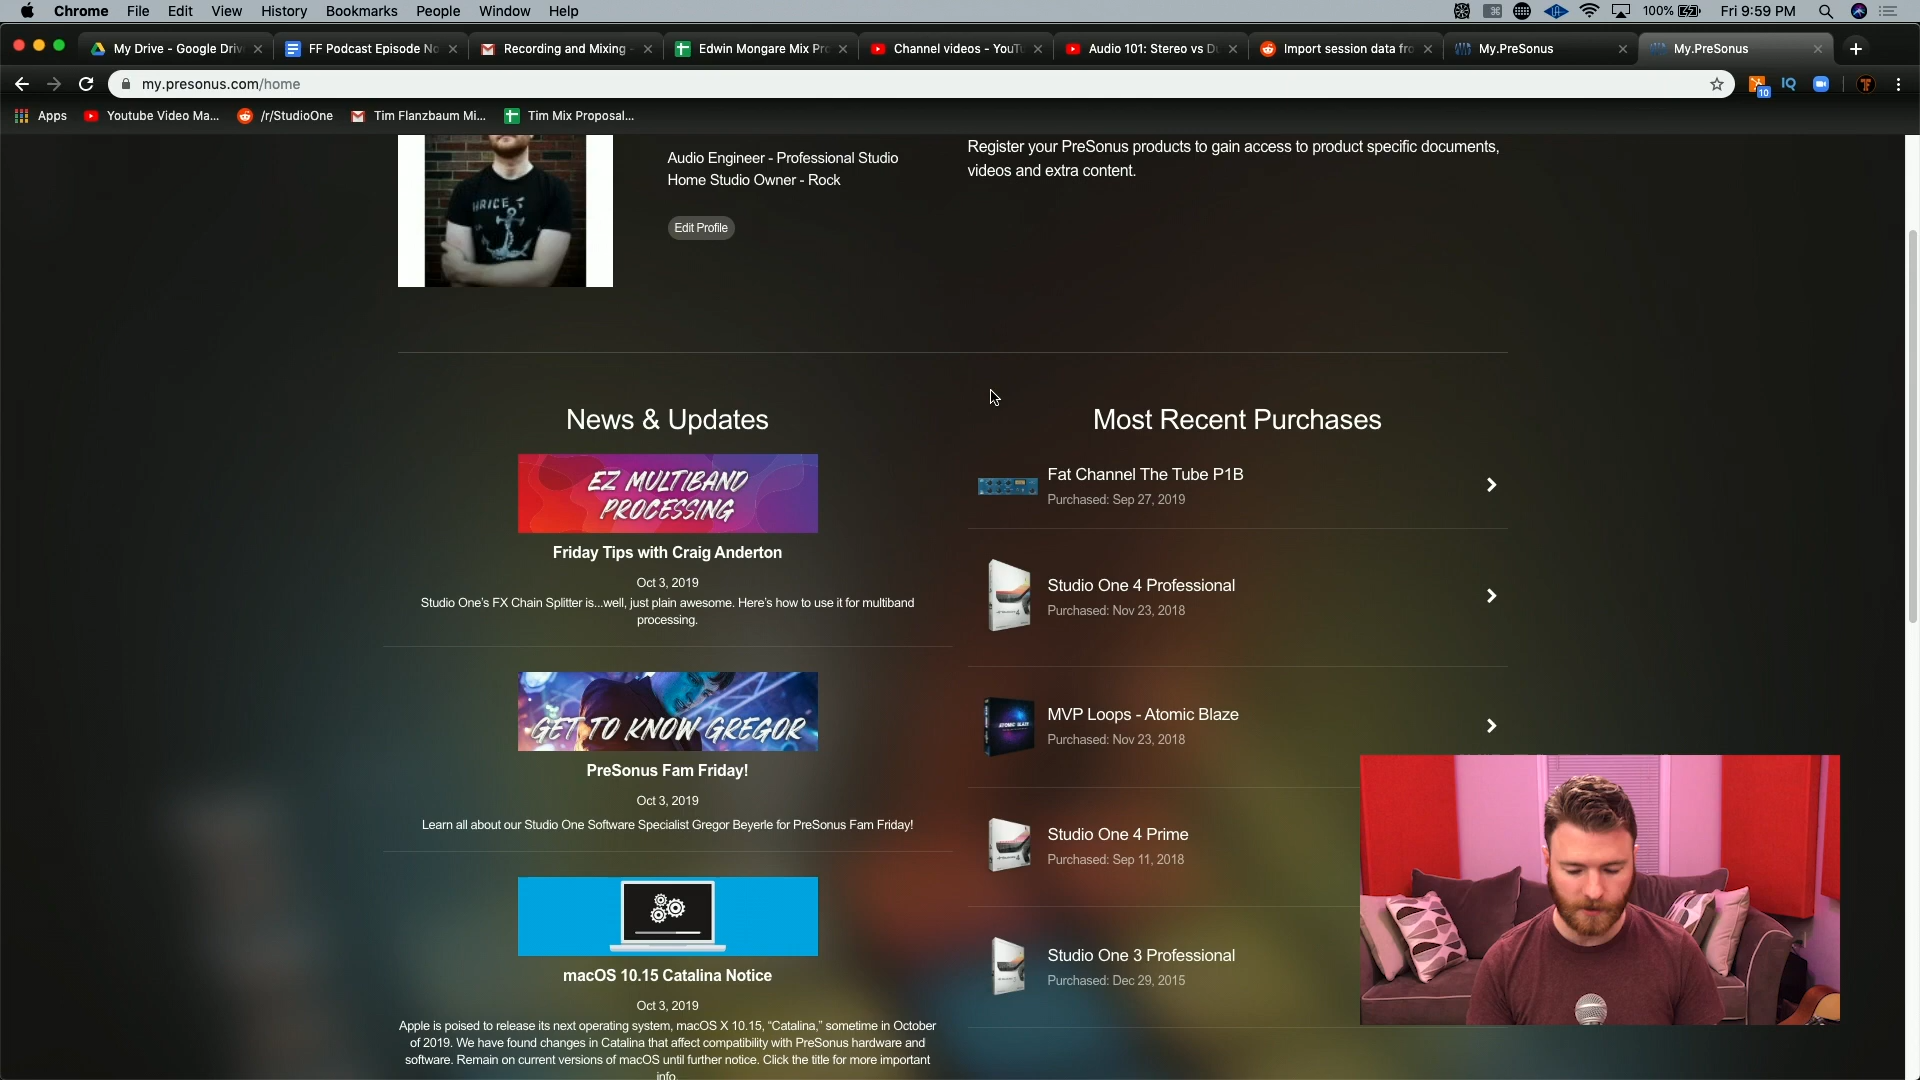 Chrome File Edit View History Bookmarks People Window Help 100% Fri 9:59 PM
My Drive - Google Driv
FF Podcast Episode No
Recording and Mixing -
Edwin Mongare Mix Pro
Channel videos - YouTu
Audio 101: Stereo vs Du
Import session data fro
My.PreSonus
My.PreSonus
my.presonus.com/home
10
IQ
TF
Apps
Youtube Video Ma...
/r/StudioOne
Tim Flanzbaum Mi...
Tim Mix Proposal...
Audio Engineer - Professional Studio
Home Studio Owner - Rock
Edit Profile
Register your PreSonus products to gain access to product specific documents,
videos and extra content.
News & Updates
EZ MULTIBAND
PROCESSING
Friday Tips with Craig Anderton
Oct 3, 2019
Studio One's FX Chain Splitter is...well, just plain awesome. Here's how to use it for multiband
processing.
GET TO KNOW GREGOR
PreSonus Fam Friday!
Oct 3, 2019
Learn all about our Studio One Software Specialist Gregor Beyerle for PreSonus Fam Friday!
macOS 10.15 Catalina Notice
Oct 3, 2019
Apple is poised to release its next operating system, macOS X 10.15, "Catalina," sometime in October
of 2019. We have found changes in Catalina that affect compatibility with PreSonus hardware and
software. Remain on current versions of macOS until further notice. Click the title for more important
info.
Most Recent Purchases
Fat Channel The Tube P1B
Purchased: Sep 27, 2019
Studio One 4 Professional
Purchased: Nov 23, 2018
ATOMIC BLAZE
MVP Loops - Atomic Blaze
Purchased: Nov 23, 2018
Studio One 4 Prime
Purchased: Sep 11, 2018
Studio One 3 Professional
Purchased: Dec 29, 2015